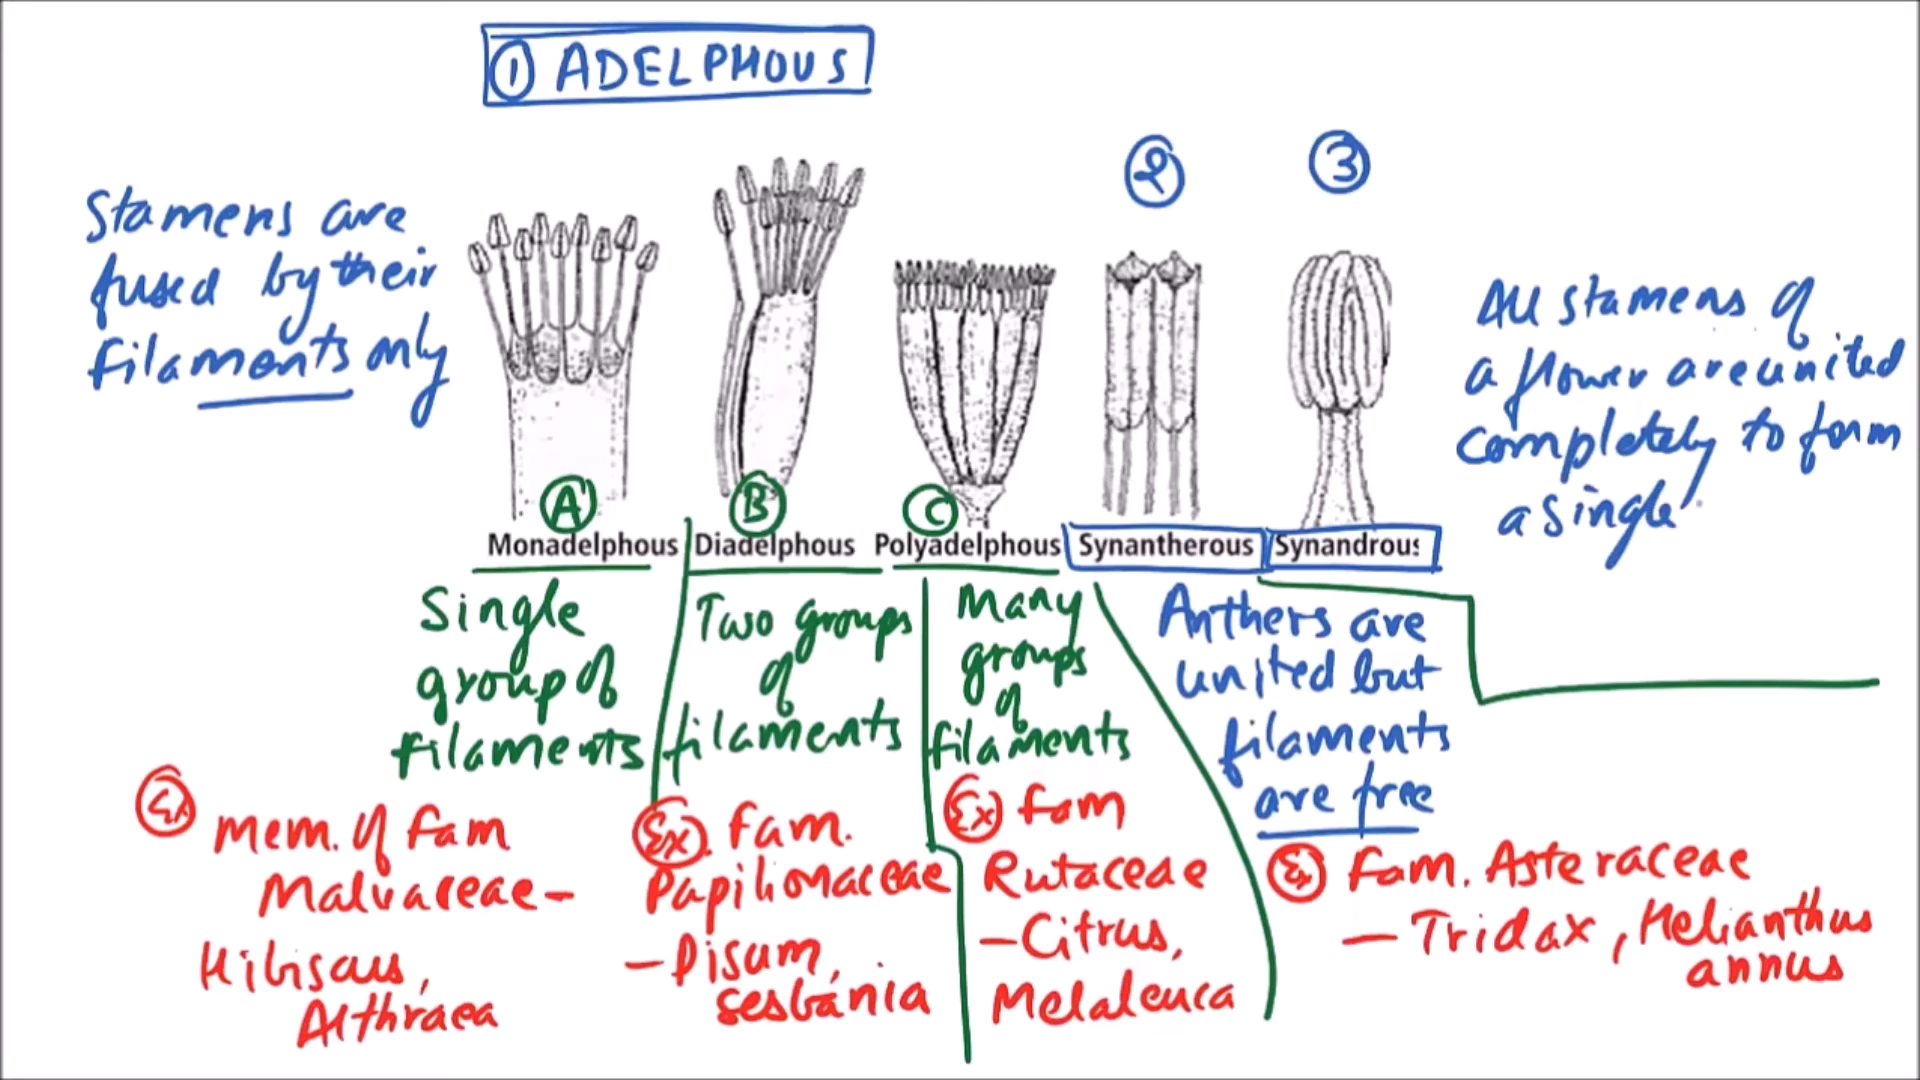 ① ADELPHOUS
Stamens are
fused by their
filaments only
2
3
All stamens of
a flower are united
completely to form
a single
A
B
C
Monadelphous
Diadelphous
Polyadelphous
Synantherous
Synandrous
Single
group of
filaments
Two groups
of
filaments
Many
groups
of
filaments
Anthers are
united but
filaments
are free
Ex mem. of fam
Malvaceae-
Hibiscus,
Althraea
Ex. fam.
Papilionaceae
- Pisum,
sesbania
Ex fam
Rutaceae
- Citrus,
Melaleuca
Ex fam. Asteraceae
- Tridax, Helianthus
annus